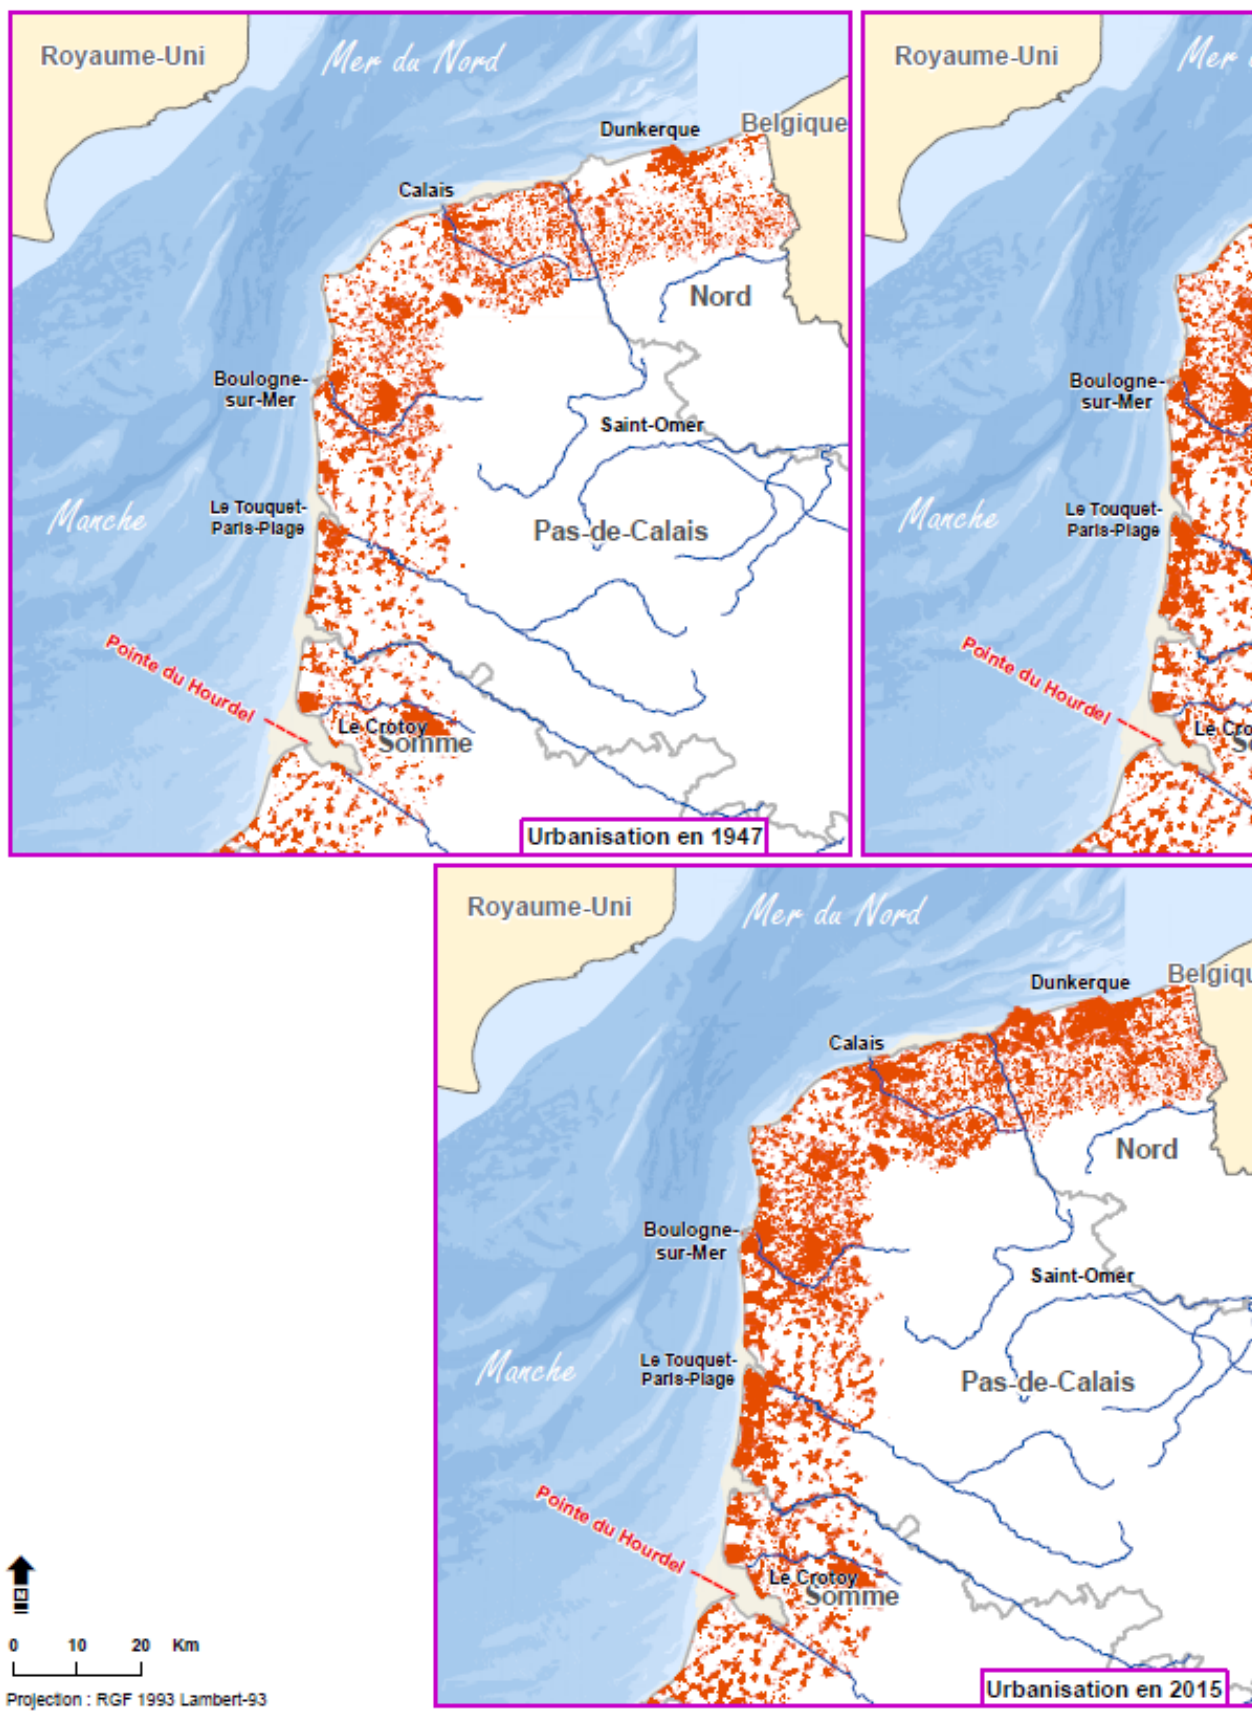 Royaume-Uni
Mer du Nord
Belgique
Dunkerque
Calais
Nord
Boulogne-
sur-Mer
Saint-Omer
Le Touquet-
Paris-Plage
Manche
Pas-de-Calais
Pointe du Hourdel
Le Crotoy
Somme
Urbanisation en 1947
Royaume-Uni
Mer
Boulogne-
sur-Mer
Le Touquet-
Paris-Plage
Manche
Pointe du Hourdel
Le Cro
Royaume-Uni
Mer du Nord
Belgiqu
Dunkerque
Calais
Nord
Boulogne-
sur-Mer
Saint-Omer
Le Touquet-
Paris-Plage
Manche
Pas-de-Calais
Pointe du Hourdel
Le Crotoy
Somme
Urbanisation en 2015
N
0 10 20 Km
Projection : RGF 1993 Lambert-93